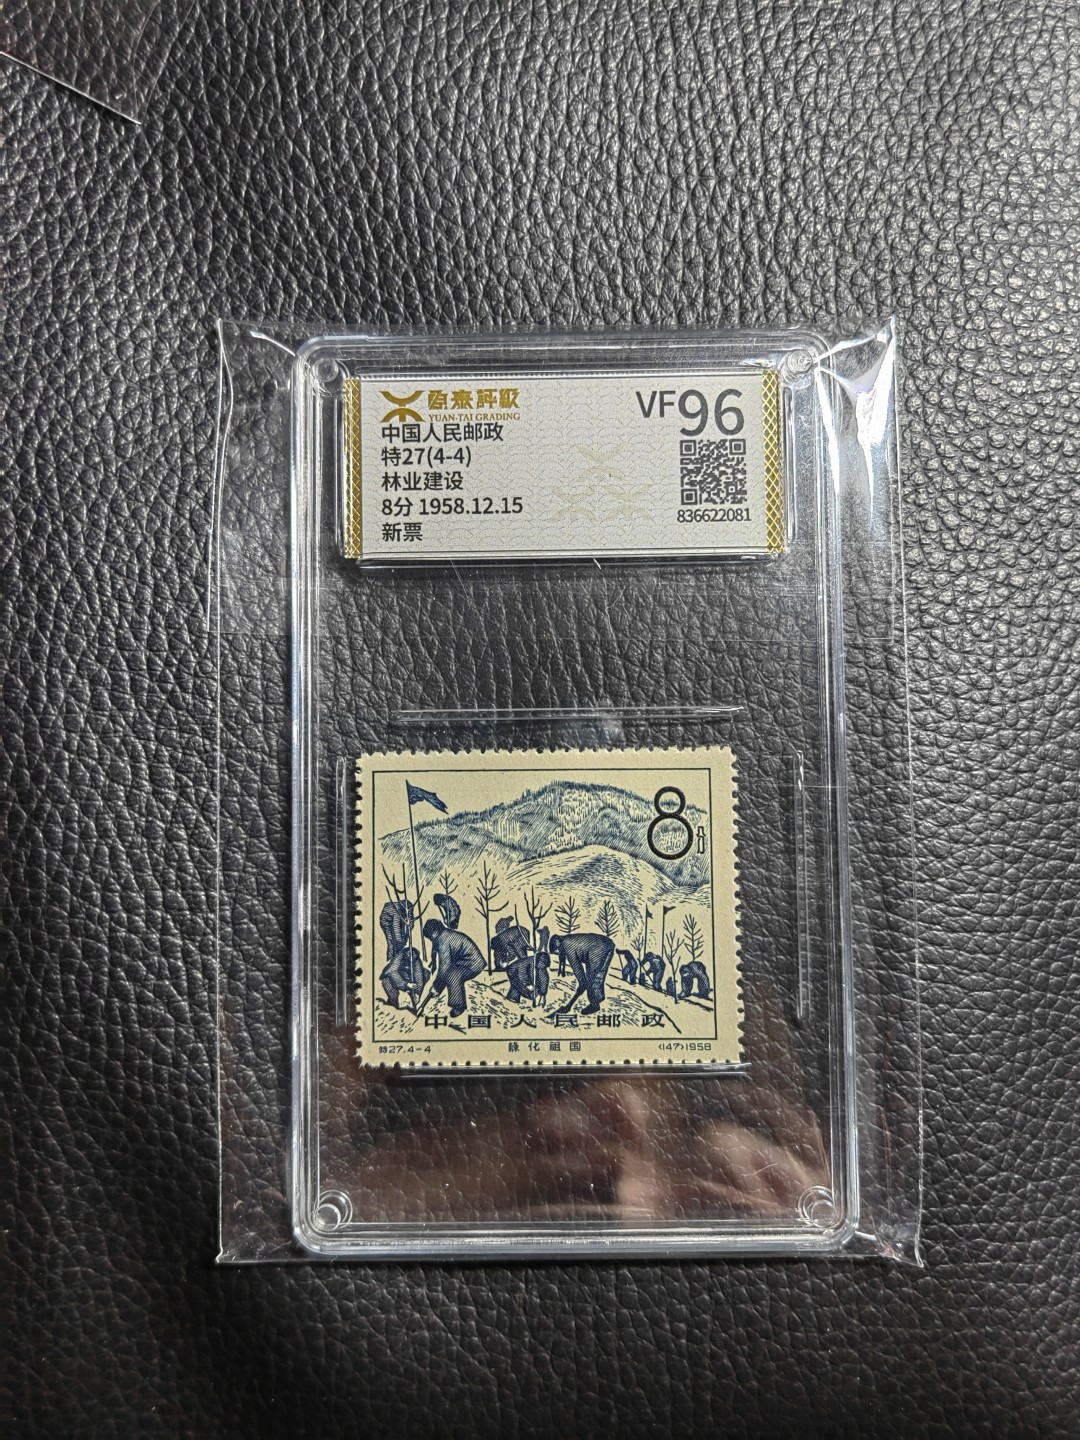 源泰評級
YUAN-TAI GRADING
中国人民邮政
特27(4-4)
林业建设
8分 1958.12.15
新票
VF96
836622081
8分
中国人民邮政
特27.4-4
綠化祖国
(147)1958